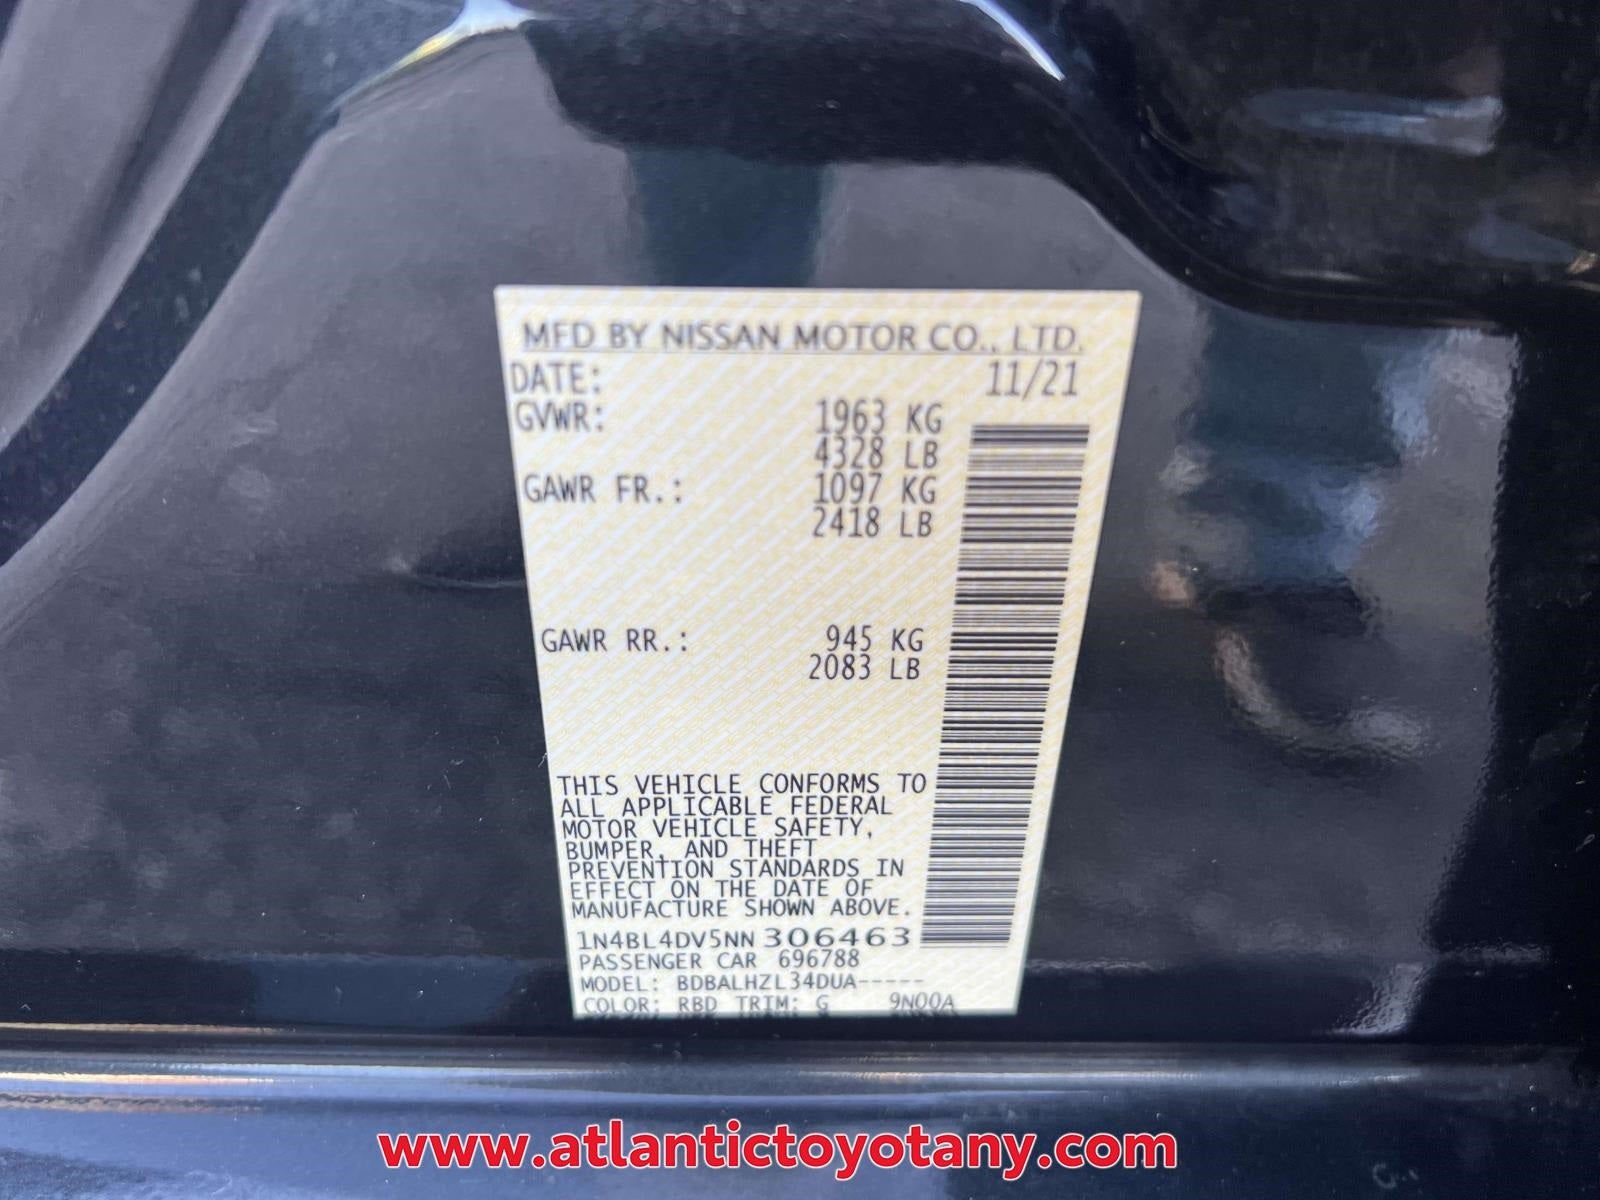 MFD BY NISSAN MOTOR CO., LTD.
DATE: 11/21
GVWR: 1963 KG
4328 LB
GAWR FR.: 1097 KG
2418 LB
GAWR RR.: 945 KG
2083 LB
THIS VEHICLE CONFORMS TO
ALL APPLICABLE FEDERAL
MOTOR VEHICLE SAFETY,
BUMPER, AND THEFT
PREVENTION STANDARDS IN
EFFECT ON THE DATE OF
MANUFACTURE SHOWN ABOVE.
1N4BL4DV5NN306463
PASSENGER CAR 696788
MODEL: BDBALHZL34DUA-----
COLOR: RBD TRIM: G 9N00A
www.atlantictoyotany.com